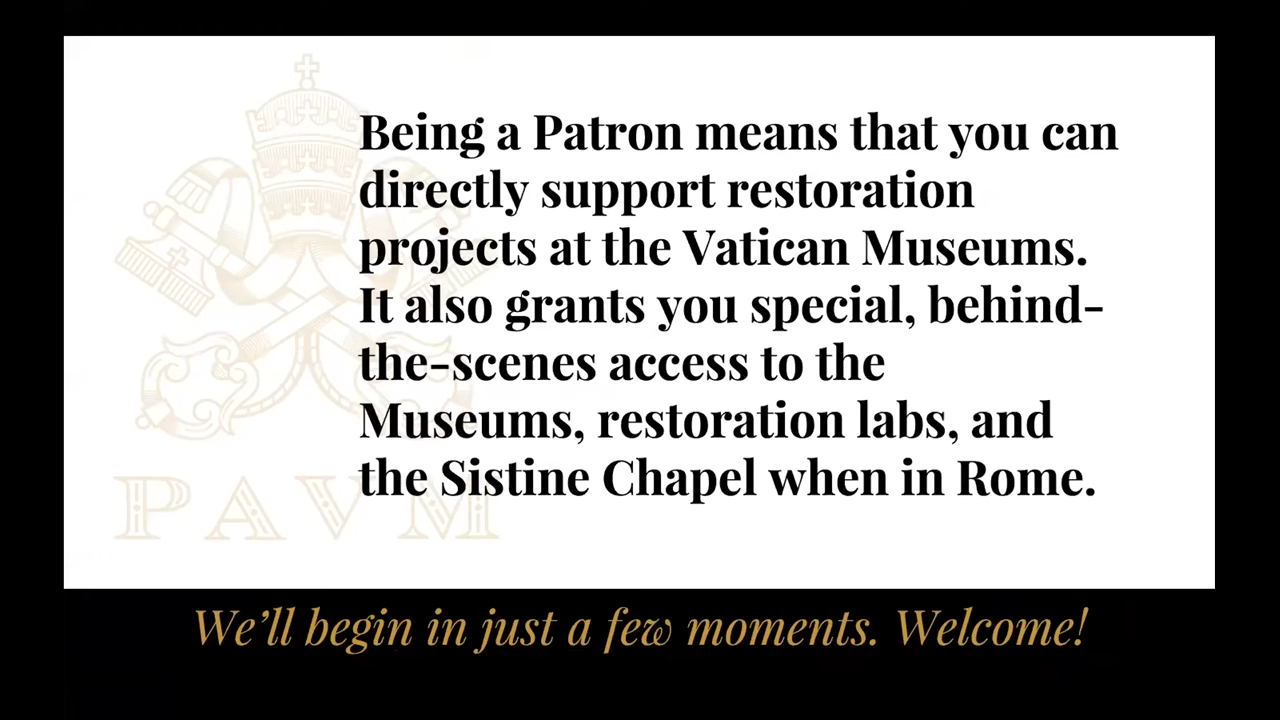 Being a Patron means that you can
directly support restoration
projects at the Vatican Museums.
It also grants you special, behind-
the-scenes access to the
Museums, restoration labs, and
the Sistine Chapel when in Rome.
PAVM
We'll begin in just a few moments. Welcome!